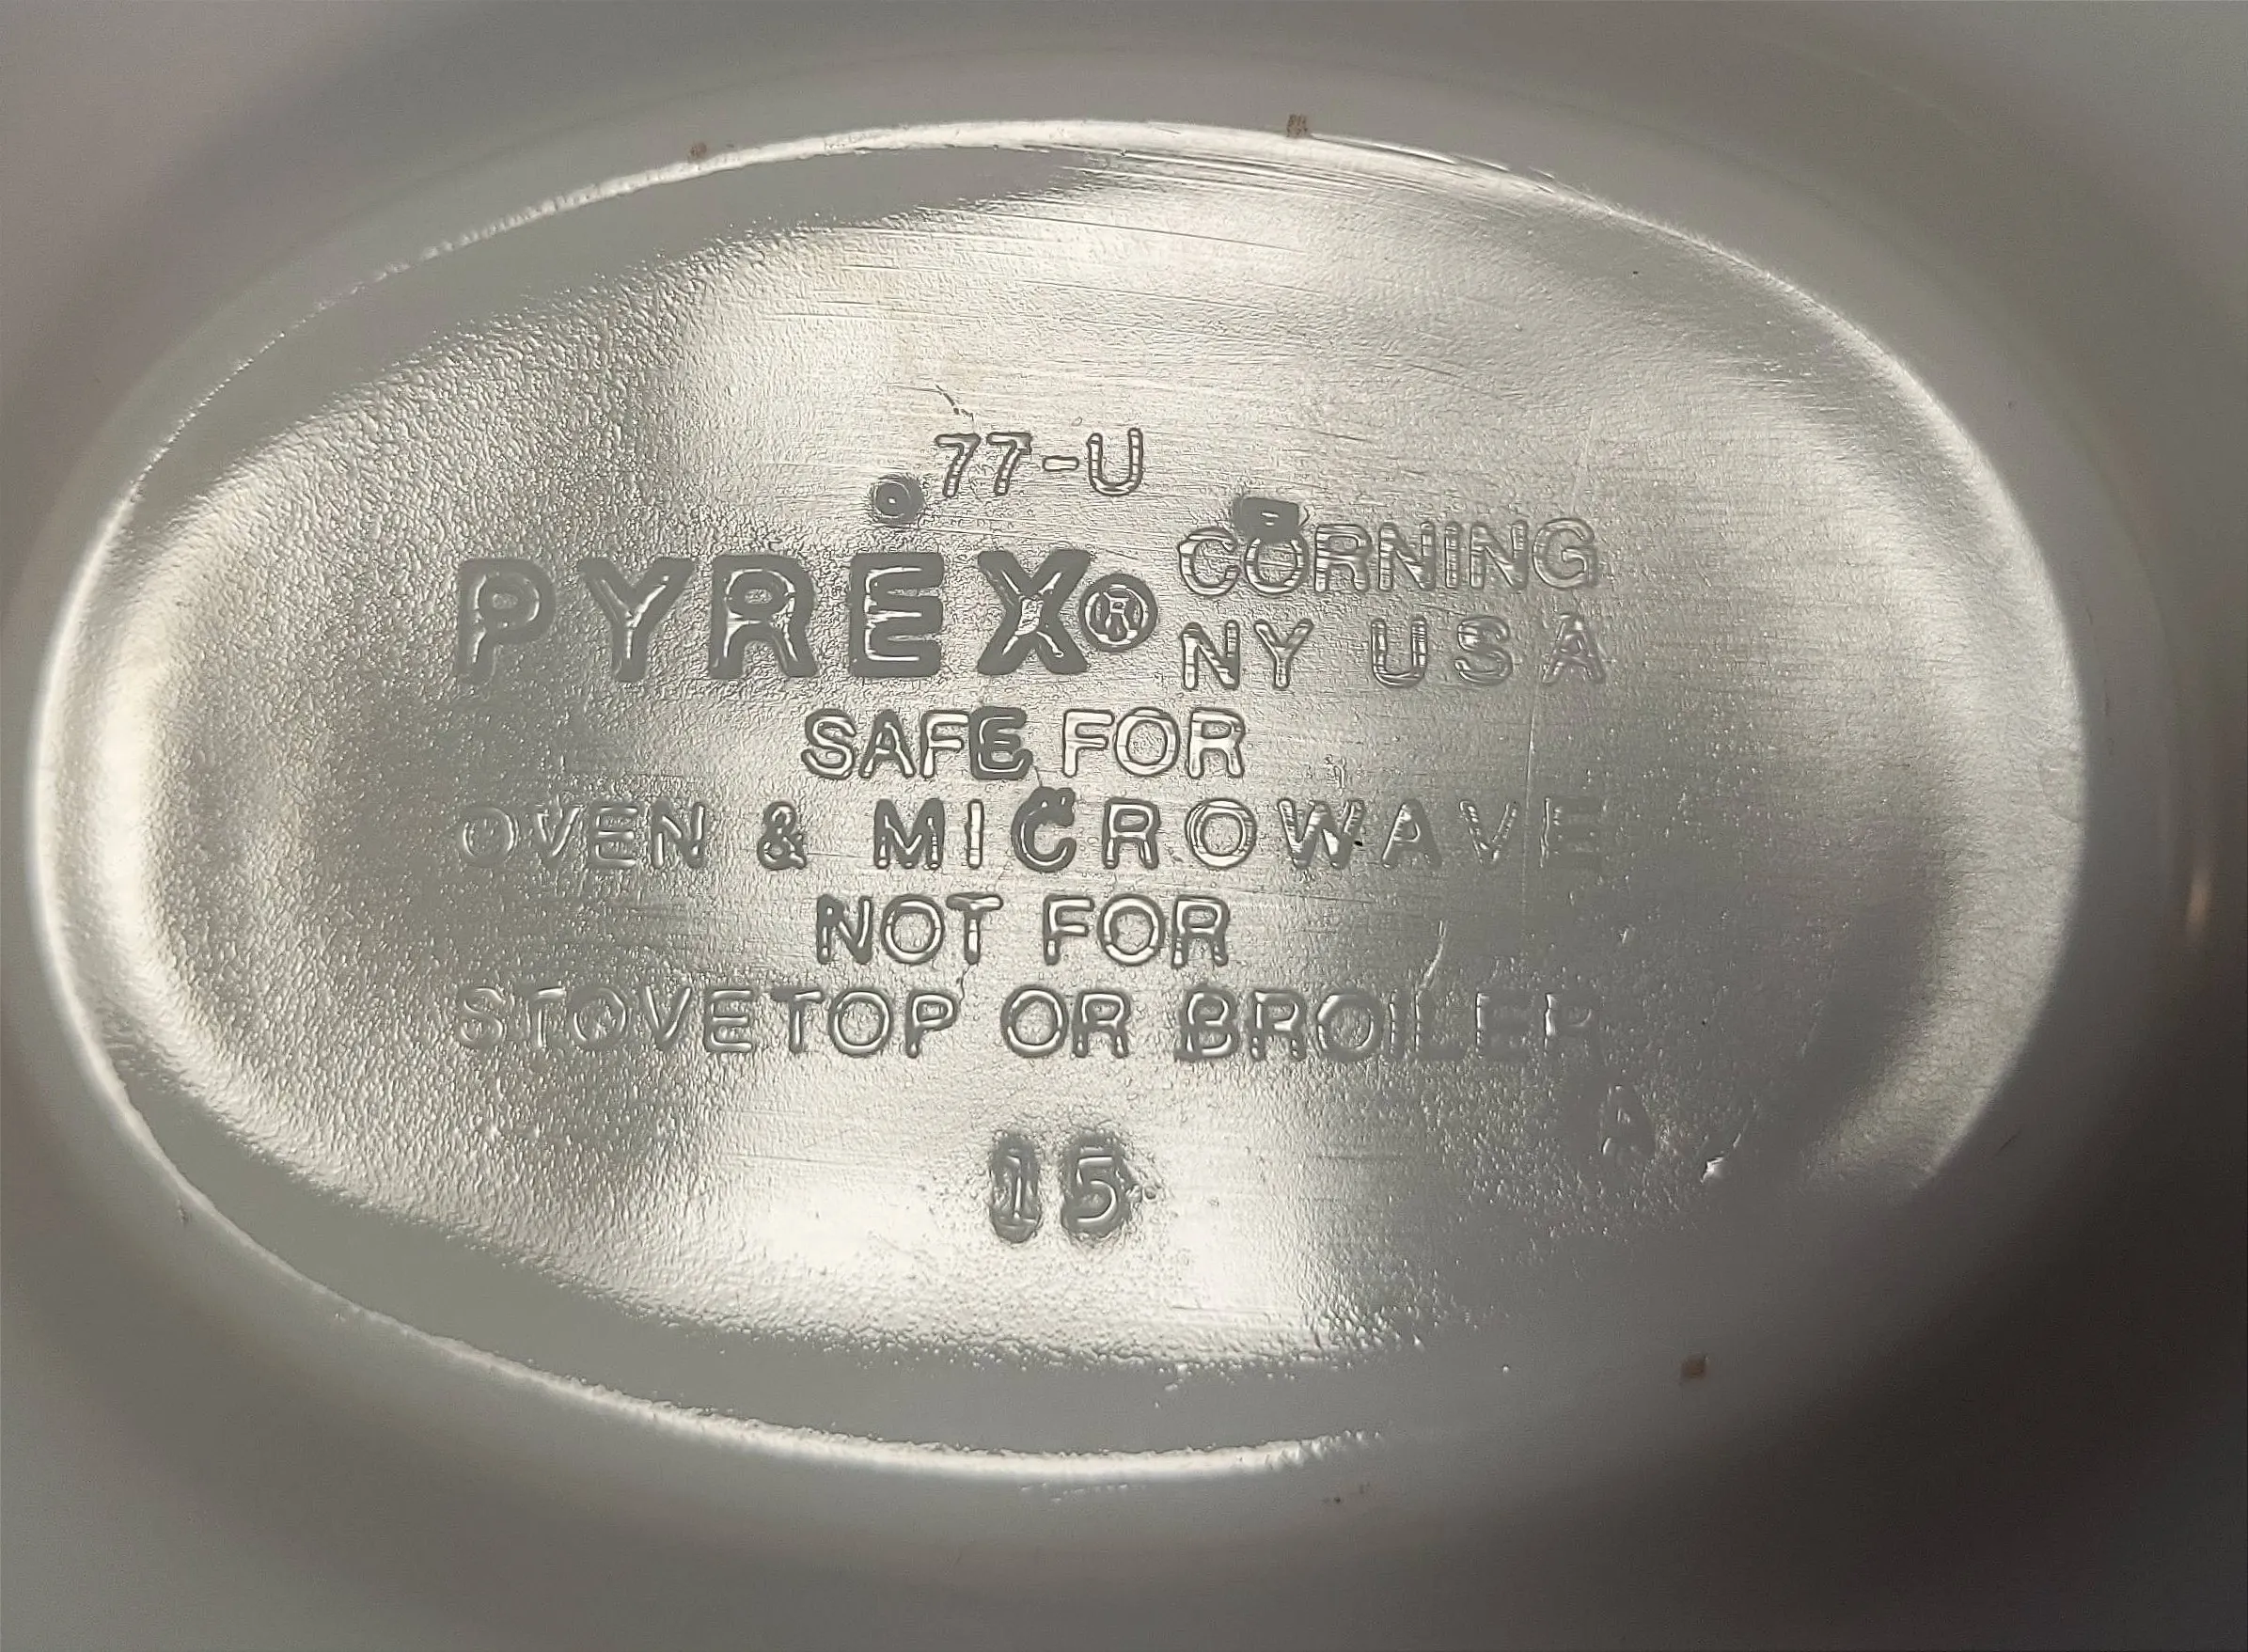 77-U
PYREX® CORNING
NY USA
SAFE FOR
OVEN & MICROWAVE
NOT FOR
STOVETOP OR BROILER
A
15